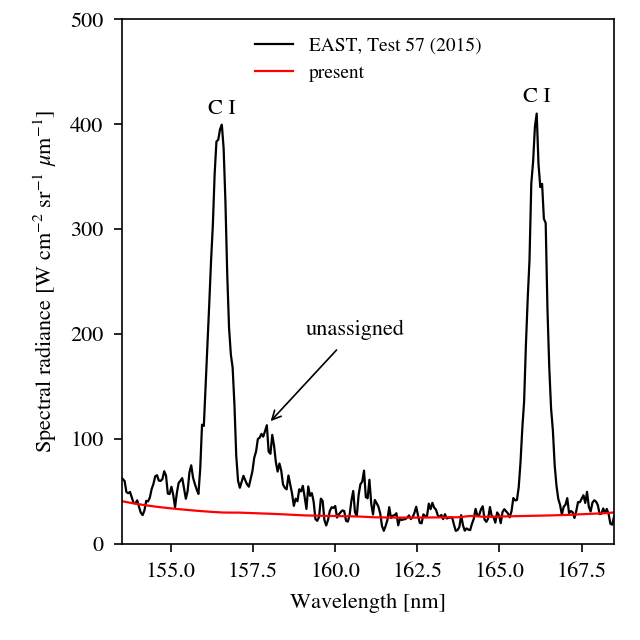 500
EAST, Test 57 (2015)
present
C I
C I
400
300
200
100
0
unassigned
Spectral radiance [W cm⁻² sr⁻¹ μm⁻¹]
155.0 157.5 160.0 162.5 165.0 167.5
Wavelength [nm]